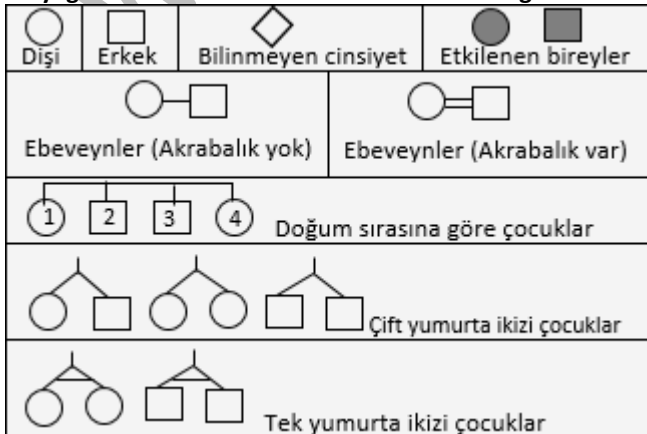 Dişi
Erkek
Bilinmeyen cinsiyet
Etkilenen bireyler
Ebeveynler (Akrabalık yok)
Ebeveynler (Akrabalık var)
1 2 3 4
Doğum sırasına göre çocuklar
Çift yumurta ikizi çocuklar
Tek yumurta ikizi çocuklar